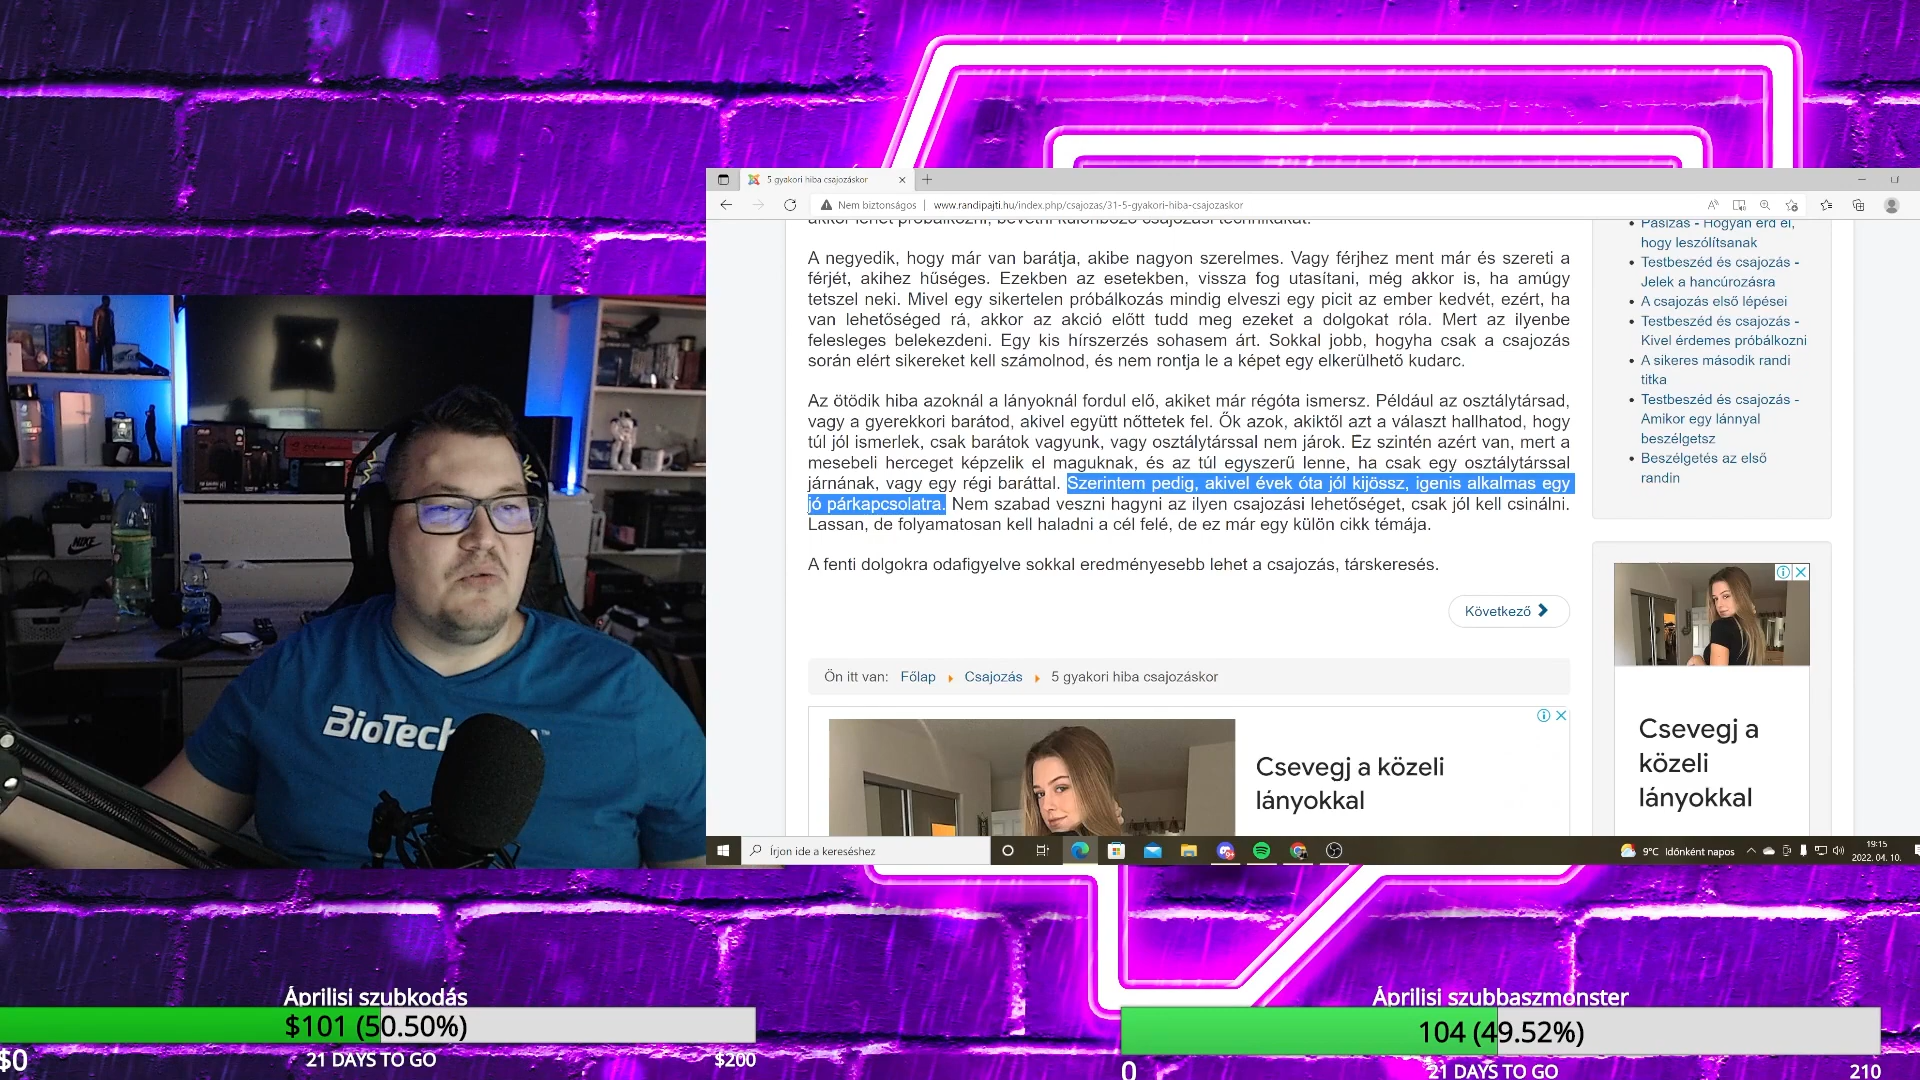 5 gyakori hiba csajozáskor
Nem biztonságos
www.randipajti.hu/index.php/csajozas/31-5-gyakori-hiba-csajozaskor
A negyedik, hogy már van barátja, akibe nagyon szerelmes. Vagy férjhez ment már és szereti a
férjét, akihez hűséges. Ezekben az esetekben, vissza fog utasítani, még akkor is, ha amúgy
tetszel neki. Mivel egy sikertelen próbálkozás mindig elveszi egy picit az ember kedvét, ezért, ha
van lehetőséged rá, akkor az akció előtt tudd meg ezeket a dolgokat róla. Mert az ilyenbe
felesleges belekezdeni. Egy kis hírszerzés sohasem árt. Sokkal jobb, hogyha csak a csajozás
során elért sikereket kell számolnod, és nem rontja le a képet egy elkerülhető kudarc.
Az ötödik hiba azoknál a lányoknál fordul elő, akiket már régóta ismersz. Például az osztálytársad,
vagy a gyerekkori barátod, akivel együtt nőttetek fel. Ők azok, akiktől azt a választ hallhatod, hogy
túl jól ismerlek, csak barátok vagyunk, vagy osztálytárssal nem járok. Ez szintén azért van, mert a
mesebeli herceget képzelik el maguknak, és az túl egyszerű lenne, ha csak egy osztálytárssal
járnának, vagy egy régi baráttal. Szerintem pedig, akivel évek óta jól kijössz, igenis alkalmas egy
jó párkapcsolatra. Nem szabad veszni hagyni az ilyen csajozási lehetőséget, csak jól kell csinálni.
Lassan, de folyamatosan kell haladni a cél felé, de ez már egy külön cikk témája.
A fenti dolgokra odafigyelve sokkal eredményesebb lehet a csajozás, társkeresés.
Következő
Ön itt van: Főlap Csajozás 5 gyakori hiba csajozáskor
Csevegj a közeli
lányokkal
hogy leszólítsanak
Testbeszéd és csajozás -
Jelek a hancúrozásra
A csajozás első lépései
Testbeszéd és csajozás -
Kivel érdemes próbálkozni
A sikeres második randi
titka
Testbeszéd és csajozás -
Amikor egy lánnyal
beszélgetsz
Beszélgetés az első
randin
Csevegj a
közeli
lányokkal
Írjon ide a kereséshez
9°C Időnként napos
19:15
2022. 04. 10.
NIKE
BioTech
Áprilisi szubkodás
$101 (50.50%)
$0
21 DAYS TO GO
$200
Áprilisi szubbaszmonster
104 (49.52%)
0
21 DAYS TO GO
210